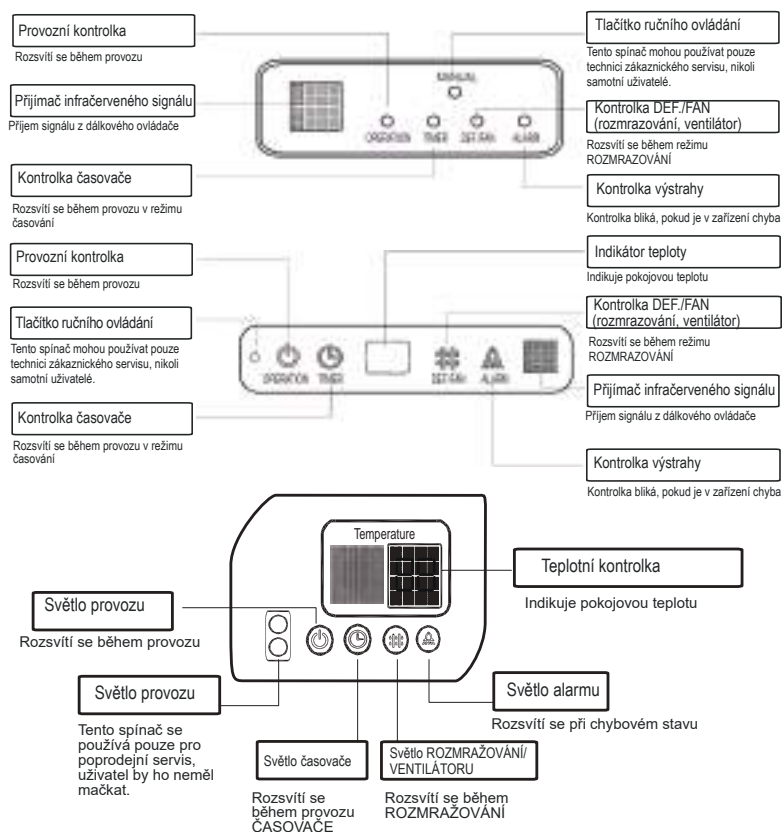 Provozní kontrolka
Rozsvítí se během provozu
Přijímač infračerveného signálu
Příjem signálu z dálkového ovládače
Kontrolka časovače
Rozsvítí se během provozu v režimu
časování
MANUAL
OPERATION TIMER DEF./FAN ALARM
Tlačítko ručního ovládání
Tento spínač mohou používat pouze
technici zákaznického servisu, nikoli
samotní uživatelé.
Kontrolka DEF./FAN
(rozmrazování, ventilátor)
Rozsvítí se během režimu
ROZMRAZOVÁNÍ
Kontrolka výstrahy
Kontrolka bliká, pokud je v zařízení chyba
Provozní kontrolka
Rozsvítí se během provozu
Tlačítko ručního ovládání
Tento spínač mohou používat pouze
technici zákaznického servisu, nikoli
samotní uživatelé.
Kontrolka časovače
Rozsvítí se během provozu v režimu
časování
OPERATION TIMER DEF./FAN ALARM
Indikátor teploty
Indikuje pokojovou teplotu
Kontrolka DEF./FAN
(rozmrazování, ventilátor)
Rozsvítí se během režimu
ROZMRAZOVÁNÍ
Přijímač infračerveného signálu
Příjem signálu z dálkového ovládače
Kontrolka výstrahy
Kontrolka bliká, pokud je v zařízení chyba
Temperature
Teplotní kontrolka
Indikuje pokojovou teplotu
Světlo provozu
Rozsvítí se během provozu
Světlo provozu
Tento spínač se
používá pouze pro
poprodejní servis,
uživatel by ho neměl
mačkat.
Světlo časovače
Rozsvítí se
během provozu
ČASOVAČE
Světlo ROZMRAŽOVÁNÍ/
VENTILÁTORU
Rozsvítí se během
ROZMRAŽOVÁNÍ
Světlo alarmu
Rozsvítí se při chybovém stavu